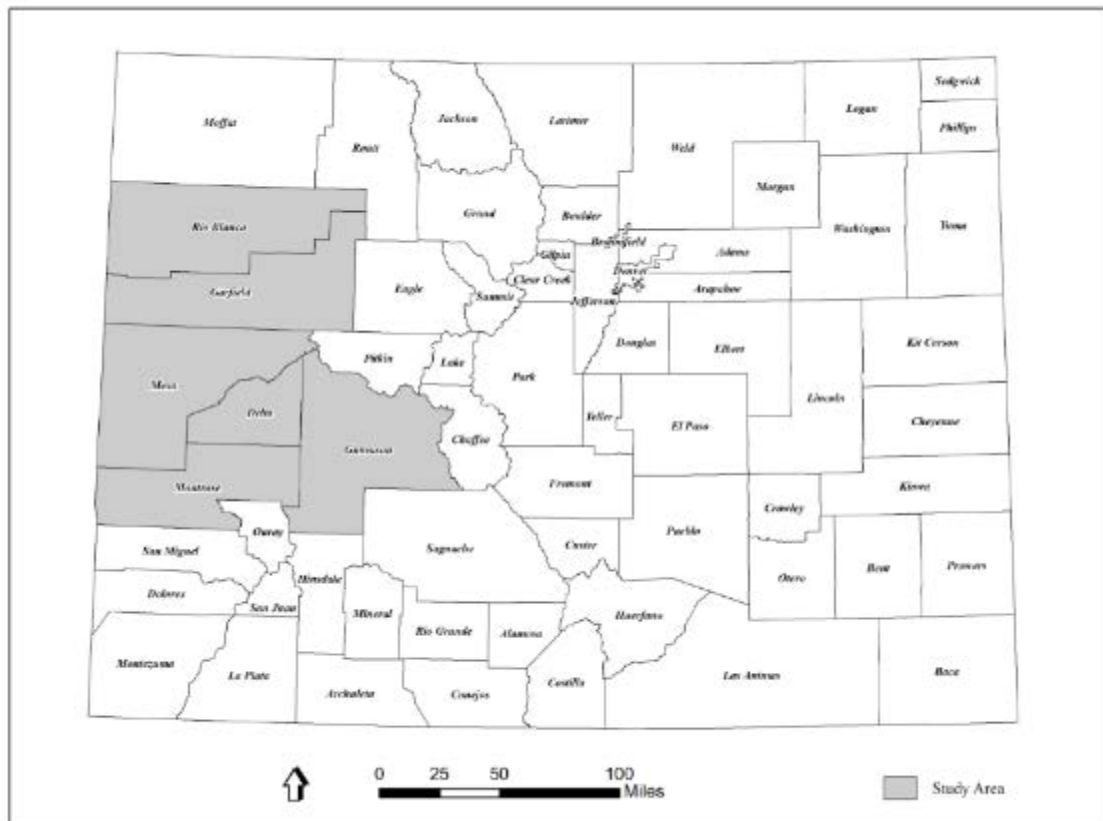 Sedgwick
Logan
Moffat
Jackson
Larimer
Phillips
Routt
Weld
Morgan
Grand
Boulder
Rio Blanco
Washington
Yuma
Broomfield
Gilpin
Adams
Denver
Clear Creek
Garfield
Eagle
Summit
Arapahoe
Jefferson
Douglas
Elbert
Kit Carson
Pitkin
Lake
Park
Mesa
Lincoln
Delta
Teller
El Paso
Cheyenne
Chaffee
Gunnison
Fremont
Montrose
Kiowa
Crowley
Ouray
Pueblo
Custer
San Miguel
Saguache
Otero
Bent
Prowers
Hinsdale
Dolores
San Juan
Mineral
Huerfano
Rio Grande
Alamosa
Montezuma
La Plata
Las Animas
Baca
Costilla
Archuleta
Conejos
0 25 50 100
Miles
Study Area